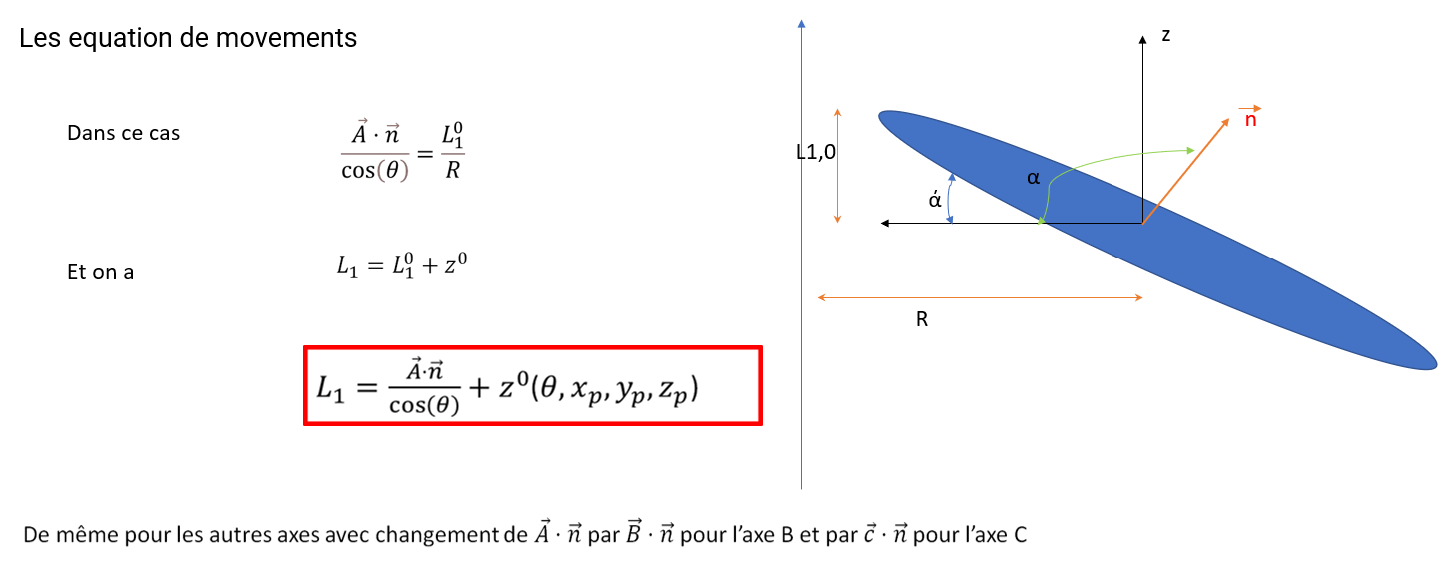 Les equation de movements
Dans ce cas
\frac{\vec{A} \cdot \vec{n}}{\cos(\theta)} = \frac{L_1^0}{R}
Et on a
L_1 = L_1^0 + z^0
L_1 = \frac{\vec{A} \cdot \vec{n}}{\cos(\theta)} + z^0(\theta, x_p, y_p, z_p)
z
\vec{n}
L1,0
α
ά
R
De même pour les autres axes avec changement de \vec{A} \cdot \vec{n} par \vec{B} \cdot \vec{n} pour l’axe B et par \vec{c} \cdot \vec{n} pour l’axe C